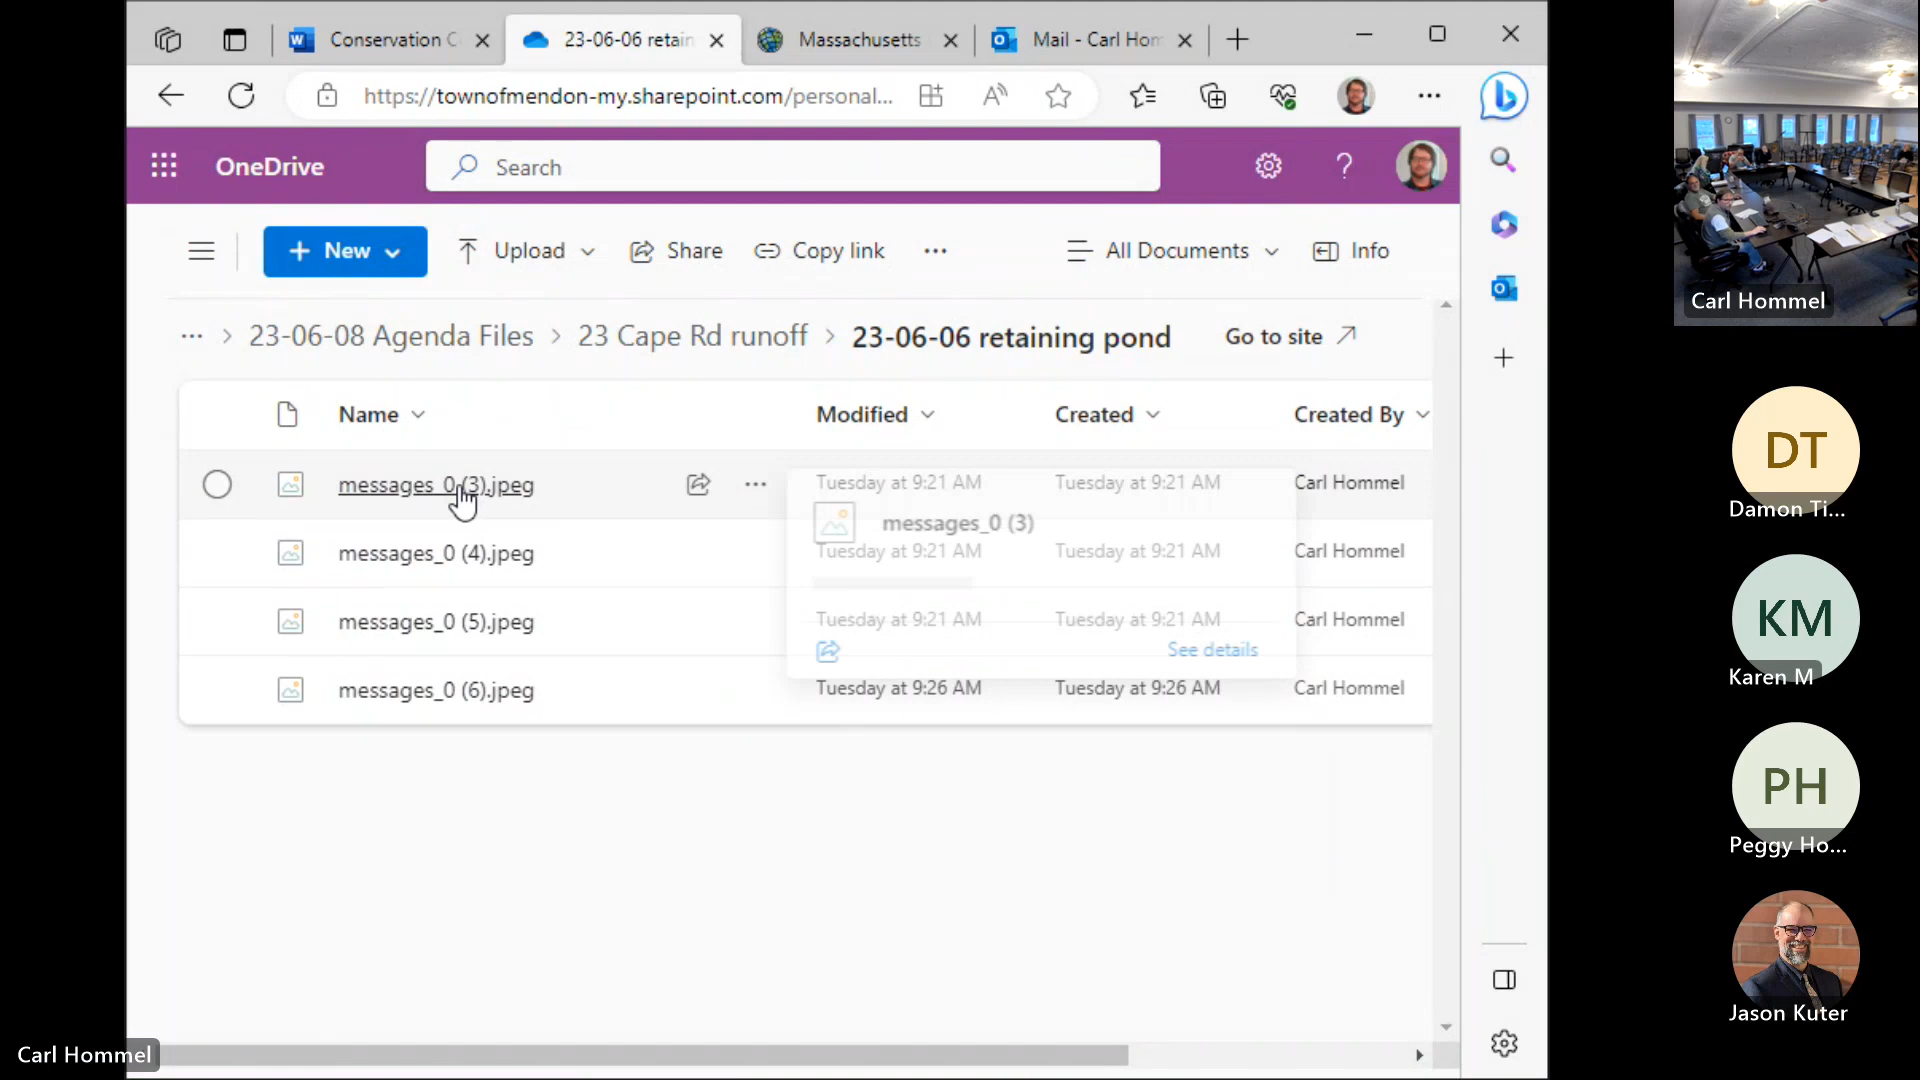 Conservation C
23-06-06 retain
Massachusetts
Mail - Carl Hom
https://townofmendon-my.sharepoint.com/personal...
OneDrive
Search
New
Upload
Share
Copy link
All Documents
Info
23-06-08 Agenda Files > 23 Cape Rd runoff > 23-06-06 retaining pond
Go to site
Name
Modified
Created
Created By
messages_0 (3).jpeg
Tuesday at 9:21 AM
Tuesday at 9:21 AM
Carl Hommel
messages_0 (3)
messages_0 (4).jpeg
Tuesday at 9:21 AM
Tuesday at 9:21 AM
Carl Hommel
messages_0 (5).jpeg
Tuesday at 9:21 AM
Tuesday at 9:21 AM
Carl Hommel
See details
messages_0 (6).jpeg
Tuesday at 9:26 AM
Tuesday at 9:26 AM
Carl Hommel
Carl Hommel
Carl Hommel
DT
Damon Ti...
KM
Karen M
PH
Peggy Ho...
Jason Kuter